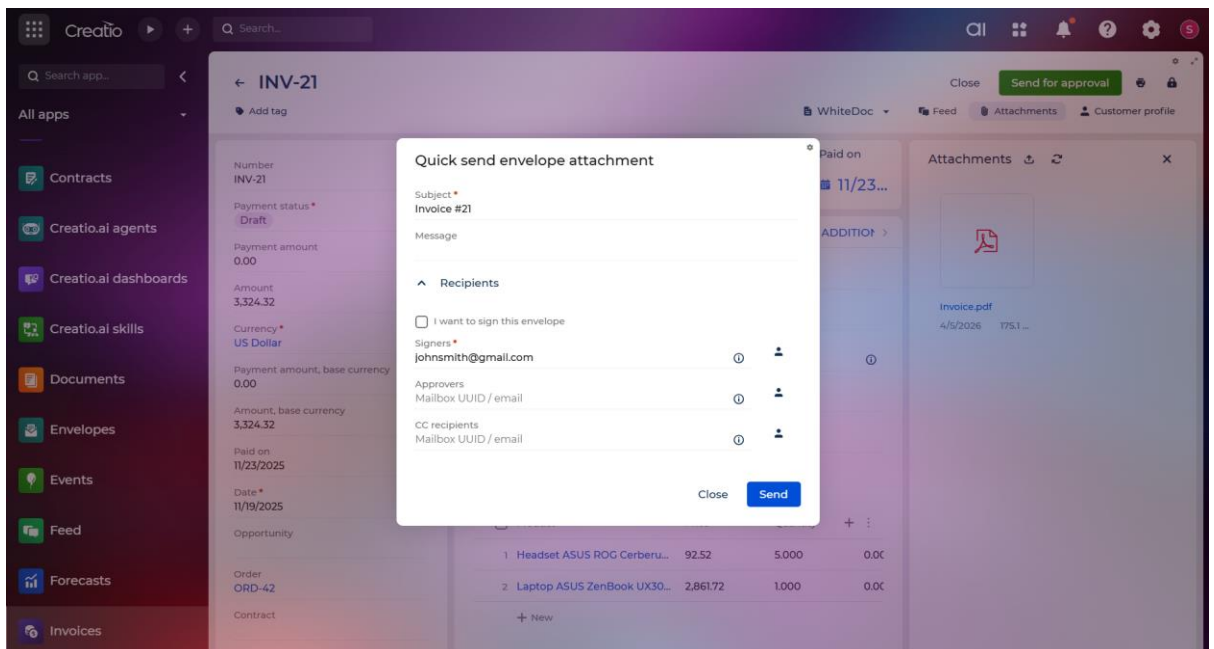 Creatio
Search...
S
Search app...
All apps
Contracts
Creatio.ai agents
Creatio.ai dashboards
Creatio.ai skills
Documents
Envelopes
Events
Feed
Forecasts
Invoices
INV-21
Add tag
Close
Send for approval
WhiteDoc
Feed
Attachments
Customer profile
Number
INV-21
Payment status*
Draft
Payment amount
0.00
Amount
3,324.32
Currency*
US Dollar
Payment amount, base currency
0.00
Amount, base currency
3,324.32
Paid on
11/23/2025
Date*
11/19/2025
Opportunity
Order
ORD-42
Contract
Quick send envelope attachment
Subject*
Invoice #21
Message
Recipients
I want to sign this envelope
Signers*
johnsmith@gmail.com
Approvers
Mailbox UUID / email
CC recipients
Mailbox UUID / email
Close
Send
Paid on
11/23...
ADDITION
1 Headset ASUS ROG Cerberu... 92.52 5.000 0.00
2 Laptop ASUS ZenBook UX30... 2,861.72 1.000 0.00
+ New
Attachments
Invoice.pdf
4/5/2026 175.1 ...